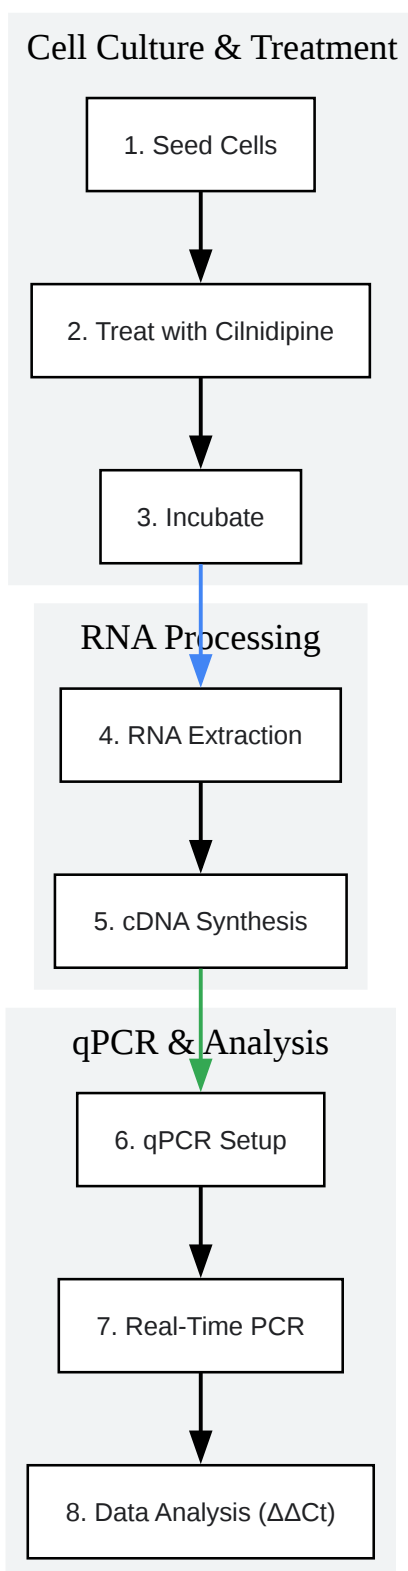 Cell Culture & Treatment
1. Seed Cells
2. Treat with Cilnidipine
3. Incubate
RNA Processing
4. RNA Extraction
5. cDNA Synthesis
qPCR & Analysis
6. qPCR Setup
7. Real-Time PCR
8. Data Analysis (ΔΔCt)